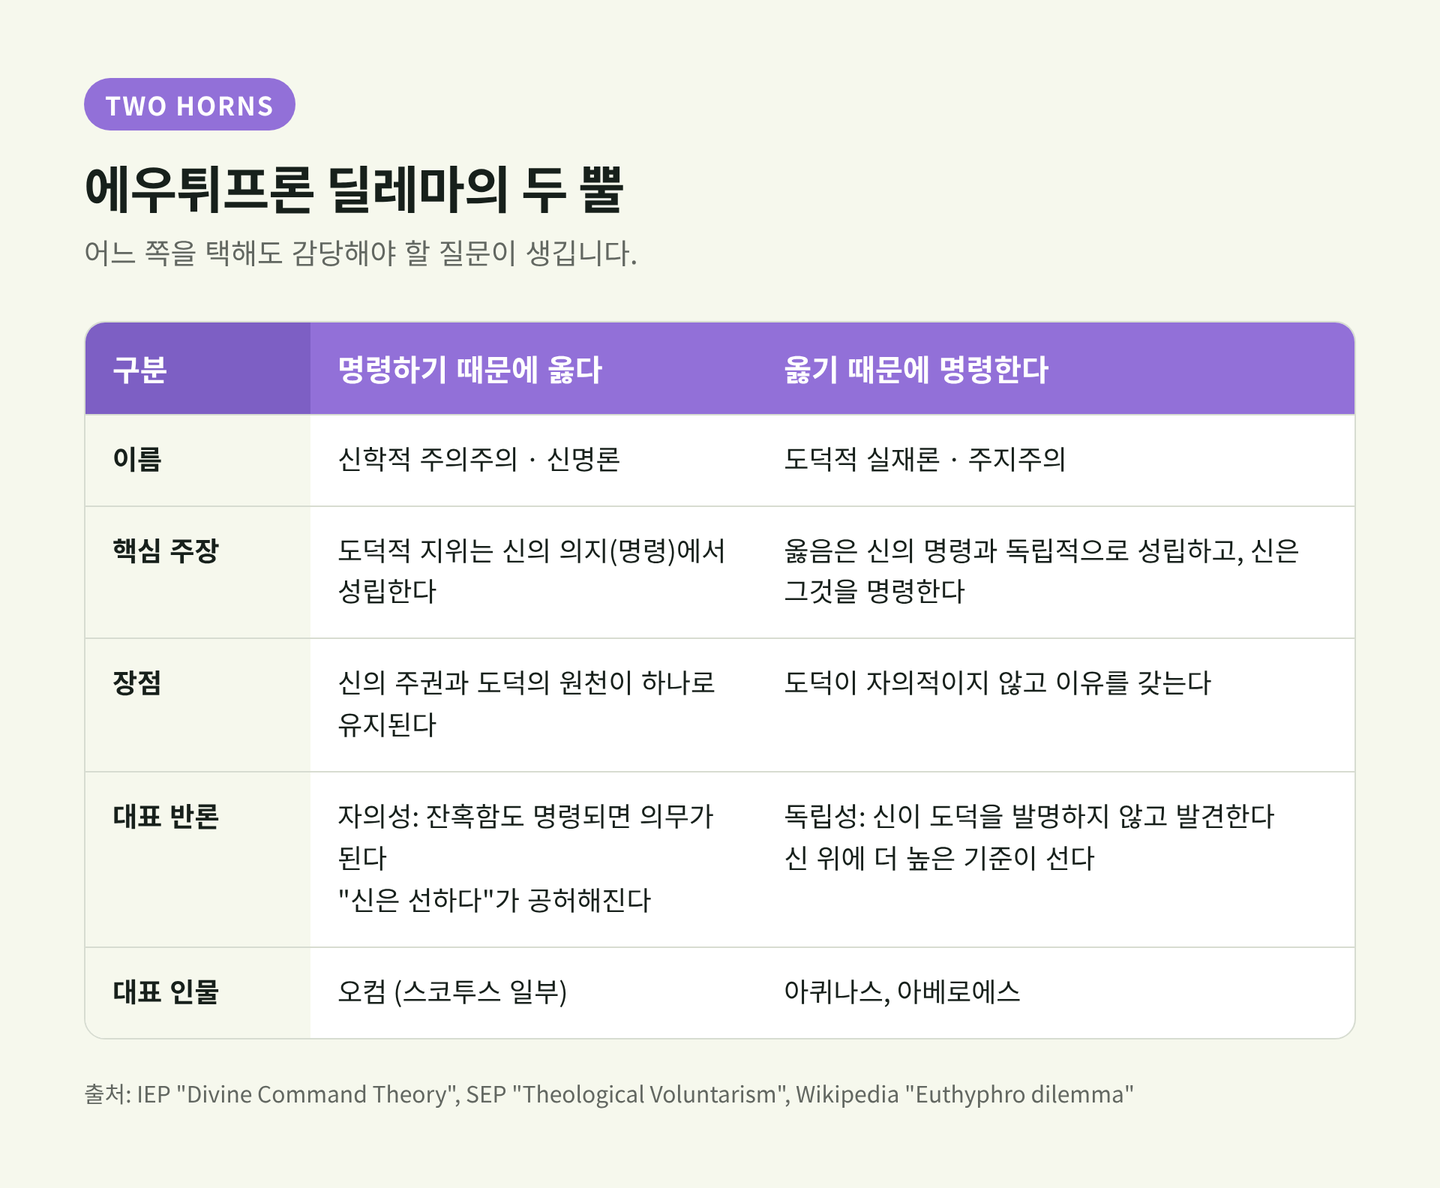 TWO HORNS
에우튀프론 딜레마의 두 뿔
어느 쪽을 택해도 감당해야 할 질문이 생깁니다.
구분
명령하기 때문에 옳다
옳기 때문에 명령한다
이름
신학적 주의주의 · 신명론
도덕적 실재론 · 주지주의
핵심 주장
도덕적 지위는 신의 의지(명령)에서
성립한다
옳음은 신의 명령과 독립적으로 성립하고, 신은
그것을 명령한다
장점
신의 주권과 도덕의 원천이 하나로
유지된다
도덕이 자의적이지 않고 이유를 갖는다
대표 반론
자의성: 잔혹함도 명령되면 의무가
된다
"신은 선하다"가 공허해진다
독립성: 신이 도덕을 발명하지 않고 발견한다
신 위에 더 높은 기준이 선다
대표 인물
오컴 (스코투스 일부)
아퀴나스, 아베로에스
출처: IEP "Divine Command Theory", SEP "Theological Voluntarism", Wikipedia "Euthyphro dilemma"